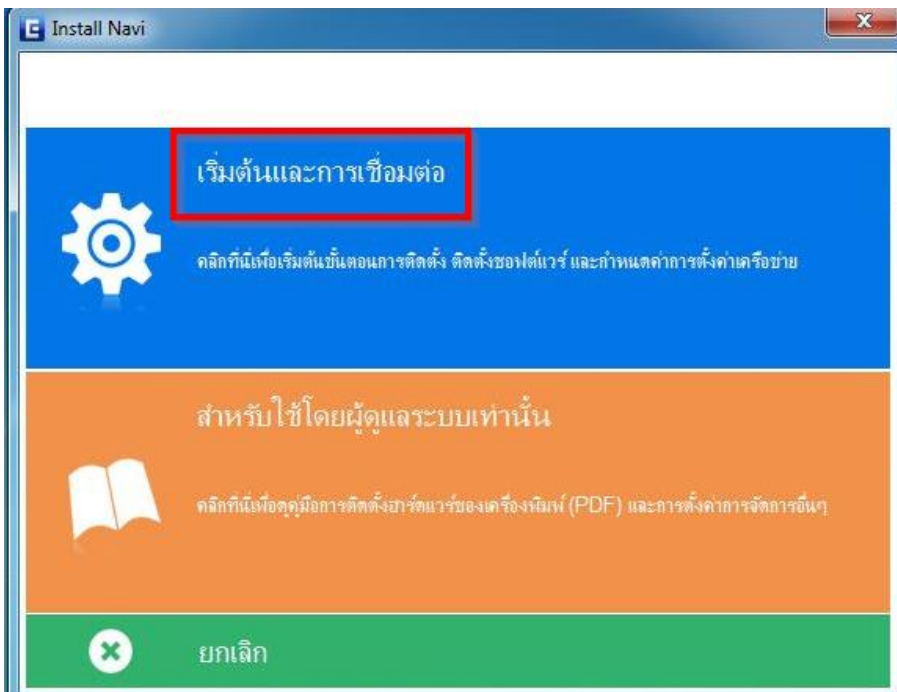 Install Navi
เริ่มต้นและการเชื่อมต่อ
คลิกที่นี่เพื่อเริ่มต้นขั้นตอนการติดตั้ง ติดตั้งซอฟต์แวร์ และกำหนดค่าการตั้งค่าเครือข่าย
สำหรับใช้โดยผู้ดูแลระบบเท่านั้น
คลิกที่นี่เพื่อดูคู่มือการติดตั้งฮาร์ดแวร์ของเครื่องพิมพ์ (PDF) และการตั้งค่าการจัดการอื่นๆ
ยกเลิก